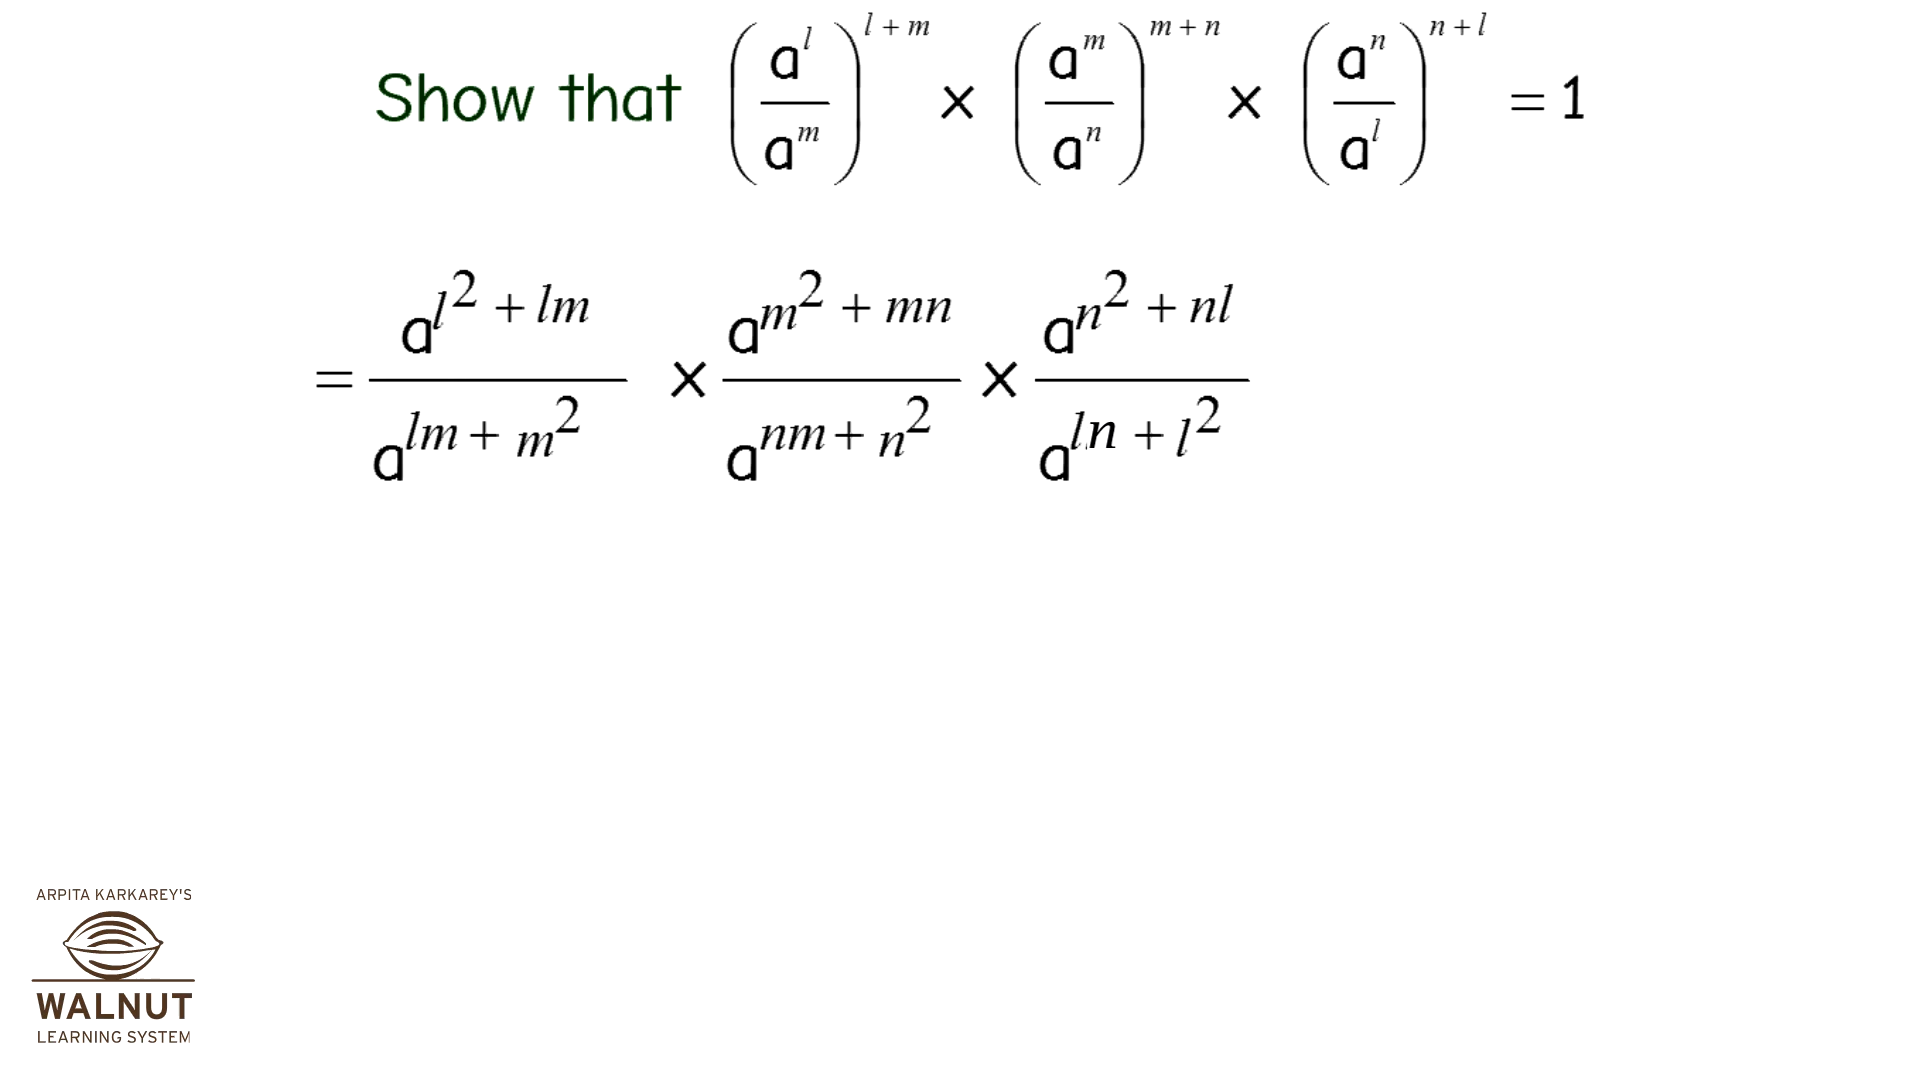 Show that (a^l / a^m)^(l + m) × (a^m / a^n)^(m + n) × (a^n / a^l)^(n + l) = 1
= a^(l² + lm) / a^(lm + m²) × a^(m² + mn) / a^(nm + n²) × a^(n² + nl) / a^(ln + l²)
ARPITA KARKAREY'S
WALNUT
LEARNING SYSTEM